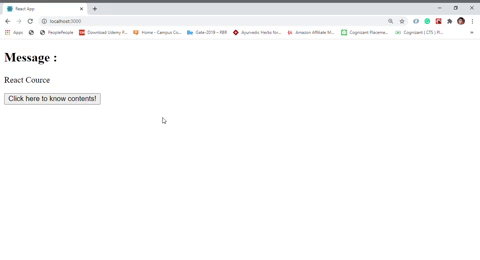 React App
localhost:3000
Apps
PeoplePeople
Download Udemy P...
Home - Campus Co...
Gate-2019 – RBR
Ayurvedic Herbs for...
Amazon Affiliate M...
Cognizant Placeme...
Cognizant | CTS | Pl...
Message :
React Cource
Click here to know contents!